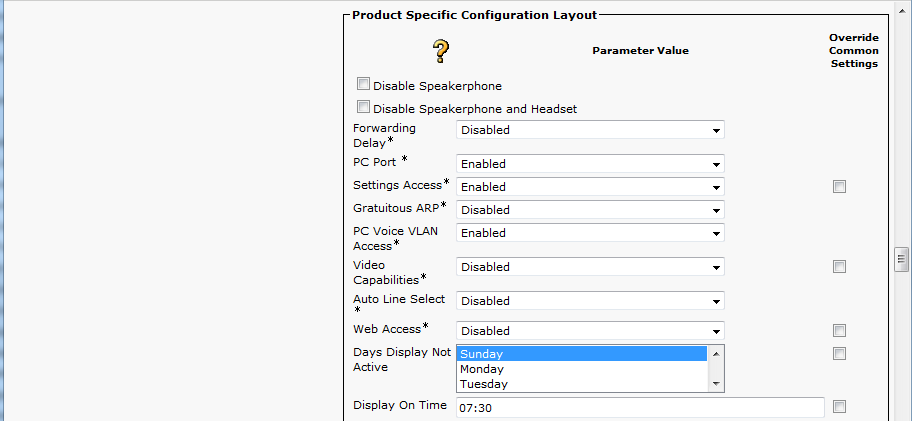 Product Specific Configuration Layout
? Parameter Value Override Common Settings
Disable Speakerphone
Disable Speakerphone and Headset
Forwarding Delay* Disabled
PC Port * Enabled
Settings Access* Enabled
Gratuitous ARP* Disabled
PC Voice VLAN Access* Enabled
Video Capabilities* Disabled
Auto Line Select * Disabled
Web Access* Disabled
Days Display Not Active Sunday
Monday
Tuesday
Display On Time 07:30